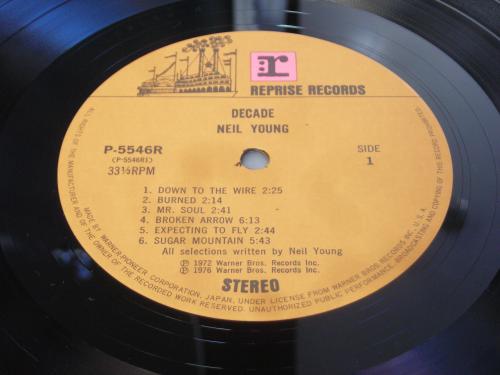 r
REPRISE RECORDS
DECADE
NEIL YOUNG
P-5546R
(P-5546R1)
33⅓RPM
SIDE
1
1. DOWN TO THE WIRE 2:25
2. BURNED 2:14
3. MR. SOUL 2:41
4. BROKEN ARROW 6:13
5. EXPECTING TO FLY 2:44
6. SUGAR MOUNTAIN 5:43
All selections written by Neil Young
Ⓟ 1972 Warner Bros. Records Inc.
Ⓟ 1976 Warner Bros. Records Inc.
STEREO
MADE BY WARNER-PIONEER CORPORATION, JAPAN, UNDER LICENSE FROM WARNER BROS RECORDS INC. U.S.A.
ALL RIGHTS OF THE MANUFACTURER AND OF THE OWNER OF THE RECORDED WORK RESERVED. UNAUTHORIZED PUBLIC PERFORMANCE, BROADCASTING AND COPYING OF THIS RECORD PROHIBITED.